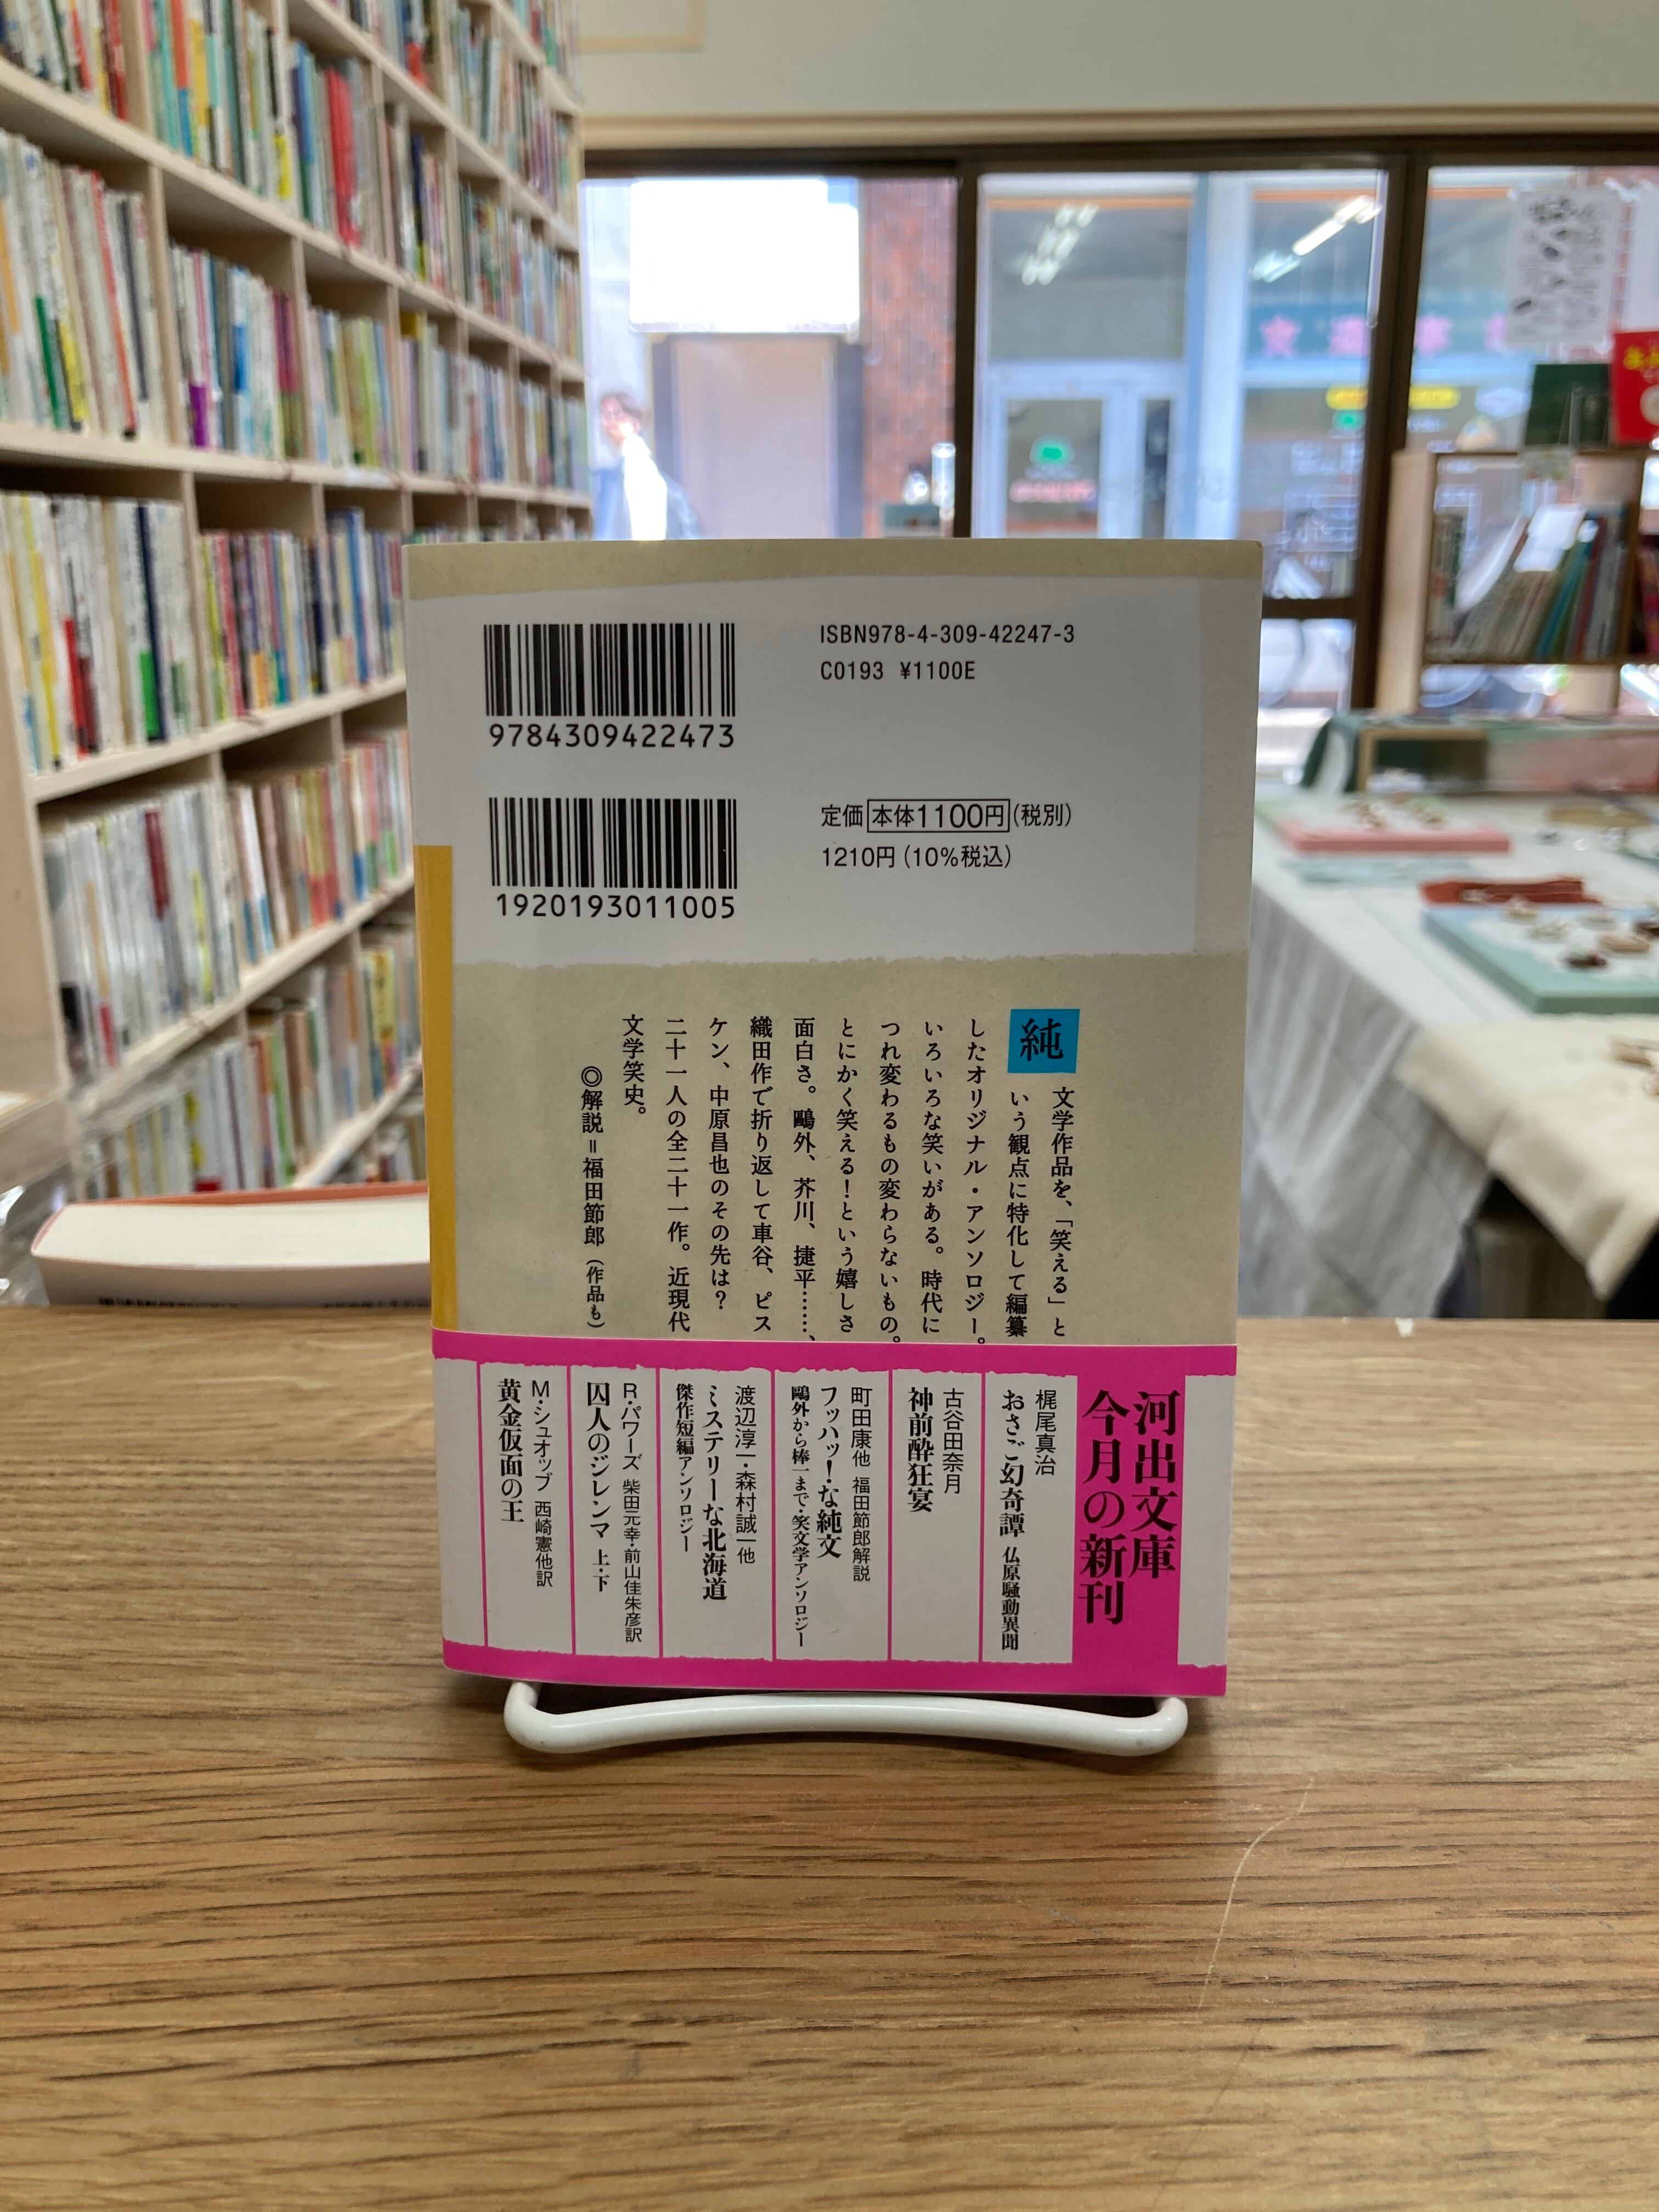 ISBN978-4-309-42247-3
C0193 ¥1100E
9784309422473
定価 本体1100円(税別)
1210円(10%税込)
1920193011005
純文学作品を、「笑える」と
いう観点に特化して編纂
したオリジナル・アンソロジー。
いろいろな笑いがある。時代に
つれ変わるもの変わらないもの。
とにかく笑える!という嬉しさ
面白さ。鷗外、芥川、捷平……、
織田作で折り返して車谷、ピス
ケン、中原昌也のその先は?
二十一人の全二十一作。近現代
文学笑史。
◎解説=福田節郎(作品も)
河出文庫
今月の新刊
梶尾真治
おさご幻奇譚 仏原騒動異聞
古谷田奈月
神前酔狂宴
町田康他 福田節郎解説
フッハッ!な純文
鷗外から棒一まで・笑文学アンソロジー
渡辺淳一・森村誠一他
ミステリーな北海道
傑作短編アンソロジー
R・パワーズ 柴田元幸・前山佳朱彦訳
囚人のジレンマ 上・下
M・シュオッブ 西崎憲他訳
黄金仮面の王